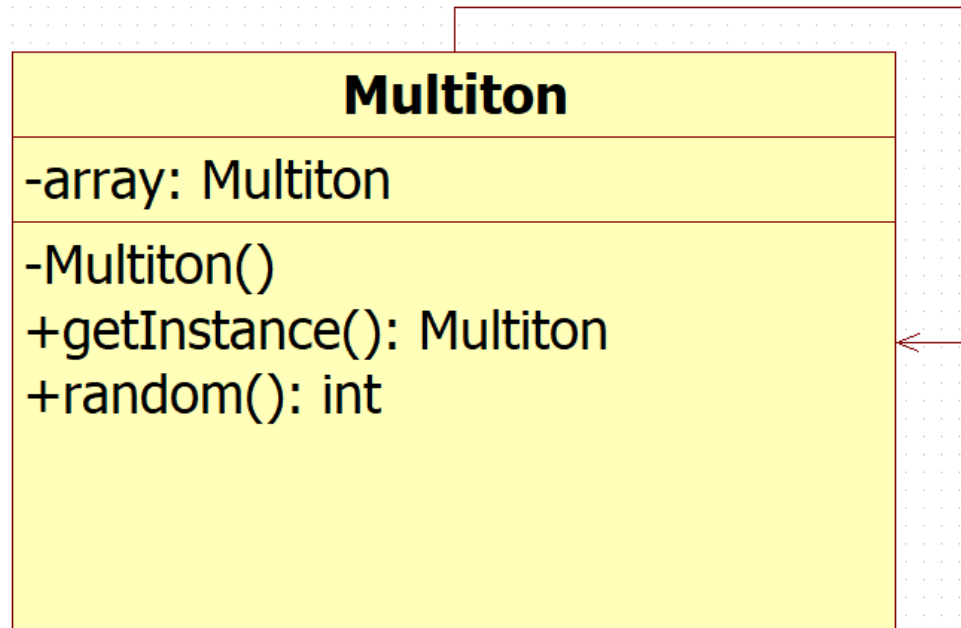 Multiton
-array: Multiton
-Multiton()
+getInstance(): Multiton
+random(): int